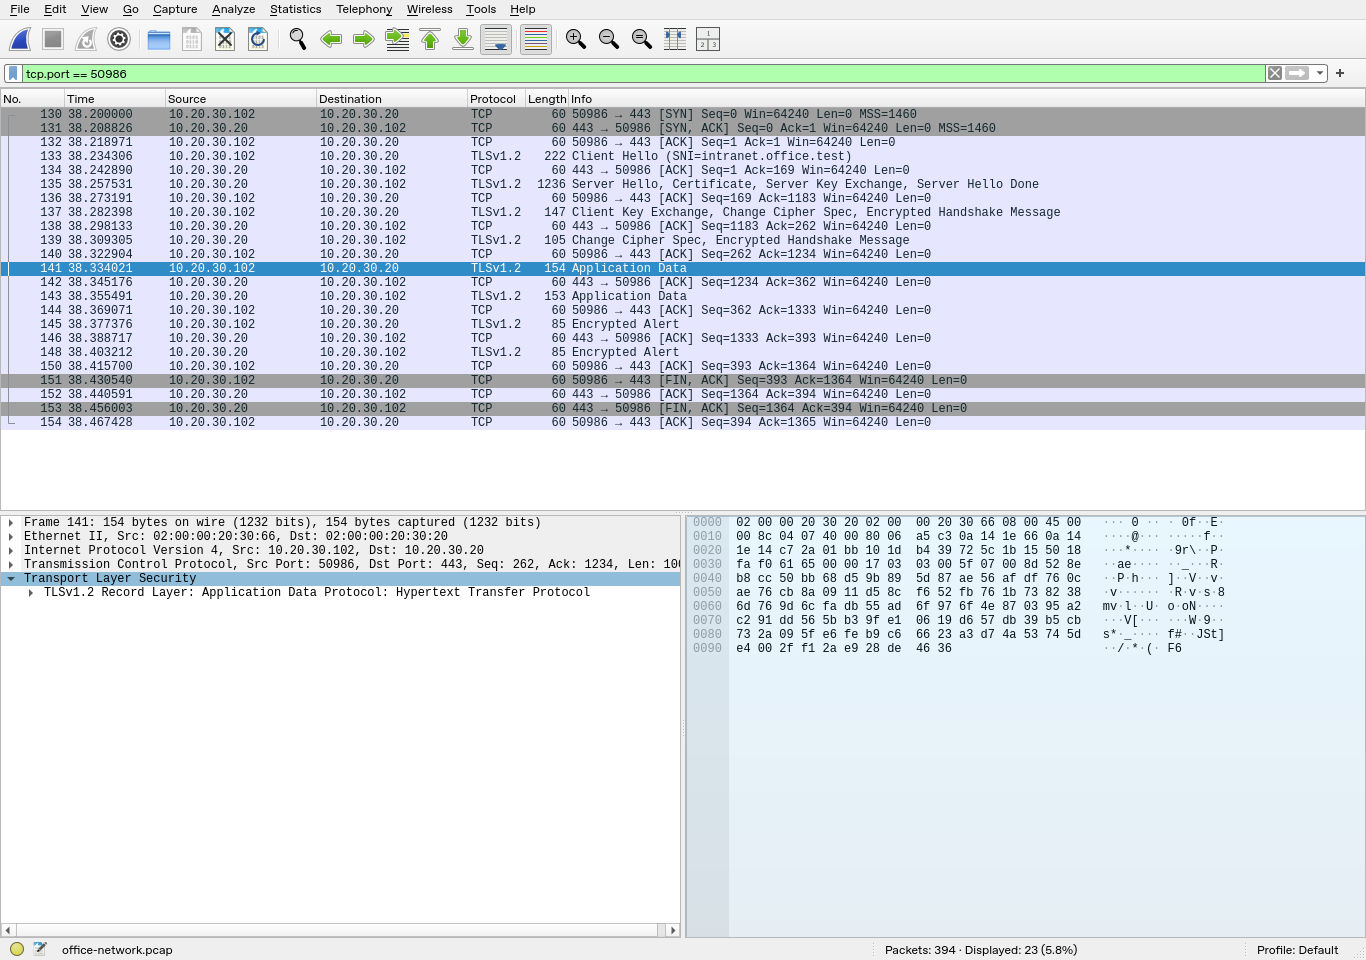 File Edit View Go Capture Analyze Statistics Telephony Wireless Tools Help
tcp.port == 50986
No. Time Source Destination Protocol Length Info
130 38.200000 10.20.30.102 10.20.30.20 TCP 60 50986 → 443 [SYN] Seq=0 Win=64240 Len=0 MSS=1460
131 38.208826 10.20.30.20 10.20.30.102 TCP 60 443 → 50986 [SYN, ACK] Seq=0 Ack=1 Win=64240 Len=0 MSS=1460
132 38.218971 10.20.30.102 10.20.30.20 TCP 60 50986 → 443 [ACK] Seq=1 Ack=1 Win=64240 Len=0
133 38.234306 10.20.30.102 10.20.30.20 TLSv1.2 222 Client Hello (SNI=intranet.office.test)
134 38.242890 10.20.30.20 10.20.30.102 TCP 60 443 → 50986 [ACK] Seq=1 Ack=169 Win=64240 Len=0
135 38.257531 10.20.30.20 10.20.30.102 TLSv1.2 1236 Server Hello, Certificate, Server Key Exchange, Server Hello Done
136 38.273191 10.20.30.102 10.20.30.20 TCP 60 50986 → 443 [ACK] Seq=169 Ack=1183 Win=64240 Len=0
137 38.282398 10.20.30.102 10.20.30.20 TLSv1.2 147 Client Key Exchange, Change Cipher Spec, Encrypted Handshake Message
138 38.298133 10.20.30.20 10.20.30.102 TCP 60 443 → 50986 [ACK] Seq=1183 Ack=262 Win=64240 Len=0
139 38.309305 10.20.30.20 10.20.30.102 TLSv1.2 105 Change Cipher Spec, Encrypted Handshake Message
140 38.322904 10.20.30.102 10.20.30.20 TCP 60 50986 → 443 [ACK] Seq=262 Ack=1234 Win=64240 Len=0
141 38.334021 10.20.30.102 10.20.30.20 TLSv1.2 154 Application Data
142 38.345176 10.20.30.20 10.20.30.102 TCP 60 443 → 50986 [ACK] Seq=1234 Ack=362 Win=64240 Len=0
143 38.355491 10.20.30.20 10.20.30.102 TLSv1.2 153 Application Data
144 38.369071 10.20.30.102 10.20.30.20 TCP 60 50986 → 443 [ACK] Seq=362 Ack=1333 Win=64240 Len=0
145 38.377376 10.20.30.102 10.20.30.20 TLSv1.2 85 Encrypted Alert
146 38.388717 10.20.30.20 10.20.30.102 TCP 60 443 → 50986 [ACK] Seq=1333 Ack=393 Win=64240 Len=0
148 38.403212 10.20.30.20 10.20.30.102 TLSv1.2 85 Encrypted Alert
150 38.415700 10.20.30.102 10.20.30.20 TCP 60 50986 → 443 [ACK] Seq=393 Ack=1364 Win=64240 Len=0
151 38.430540 10.20.30.102 10.20.30.20 TCP 60 50986 → 443 [FIN, ACK] Seq=393 Ack=1364 Win=64240 Len=0
152 38.440591 10.20.30.20 10.20.30.102 TCP 60 443 → 50986 [ACK] Seq=1364 Ack=394 Win=64240 Len=0
153 38.456003 10.20.30.20 10.20.30.102 TCP 60 443 → 50986 [FIN, ACK] Seq=1364 Ack=394 Win=64240 Len=0
154 38.467428 10.20.30.102 10.20.30.20 TCP 60 50986 → 443 [ACK] Seq=394 Ack=1365 Win=64240 Len=0
Frame 141: 154 bytes on wire (1232 bits), 154 bytes captured (1232 bits)
Ethernet II, Src: 02:00:00:20:30:66, Dst: 02:00:00:20:30:20
Internet Protocol Version 4, Src: 10.20.30.102, Dst: 10.20.30.20
Transmission Control Protocol, Src Port: 50986, Dst Port: 443, Seq: 262, Ack: 1234, Len: 100
Transport Layer Security
TLSv1.2 Record Layer: Application Data Protocol: Hypertext Transfer Protocol
0000 02 00 00 20 30 20 02 00 00 20 30 66 08 00 45 00 ··· 0 ·· · 0f··E·
0010 00 8c 04 07 40 00 80 06 a5 c3 0a 14 1e 66 0a 14 ····@··· ·····f··
0020 1e 14 c7 2a 01 bb 10 1d b4 39 72 5c 1b 15 50 18 ···*···· ·9r\··P·
0030 fa f0 61 65 00 00 17 03 03 00 5f 07 00 8d 52 8e ··ae···· ··_···R·
0040 b8 cc 50 bb 68 d5 9b 89 5d 87 ae 56 af df 76 0c ··P·h··· ]··V··v·
0050 ae 76 cb 8a 09 11 d5 8c f6 52 fb 76 1b 73 82 38 ·v······ ·R·v·s·8
0060 6d 76 9d 6c fa db 55 ad 6f 97 6f 4e 87 03 95 a2 mv·l··U· o·oN····
0070 c2 91 dd 56 5b b3 9f e1 06 19 d6 57 db 39 b5 cb ···V[··· ···W·9··
0080 73 2a 09 5f e6 fe b9 c6 66 23 a3 d7 4a 53 74 5d s*·_···· f#··JSt]
0090 e4 00 2f f1 2a e9 28 de 46 36 ··/·*·(· F6
office-network.pcap Packets: 394 · Displayed: 23 (5.8%) Profile: Default